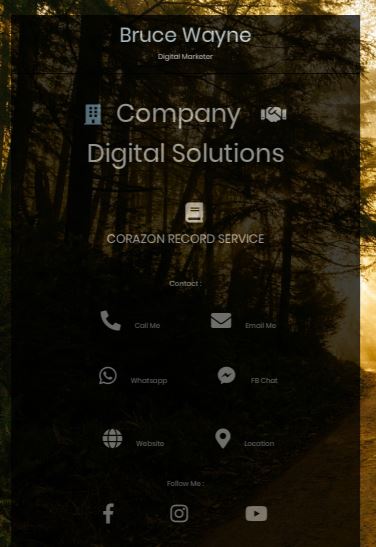 Bruce Wayne
Digital Marketer
Company
Digital Solutions
CORAZON RECORD SERVICE
Contact :
Call Me Email Me
Whatsapp FB Chat
Website Location
Follow Me :